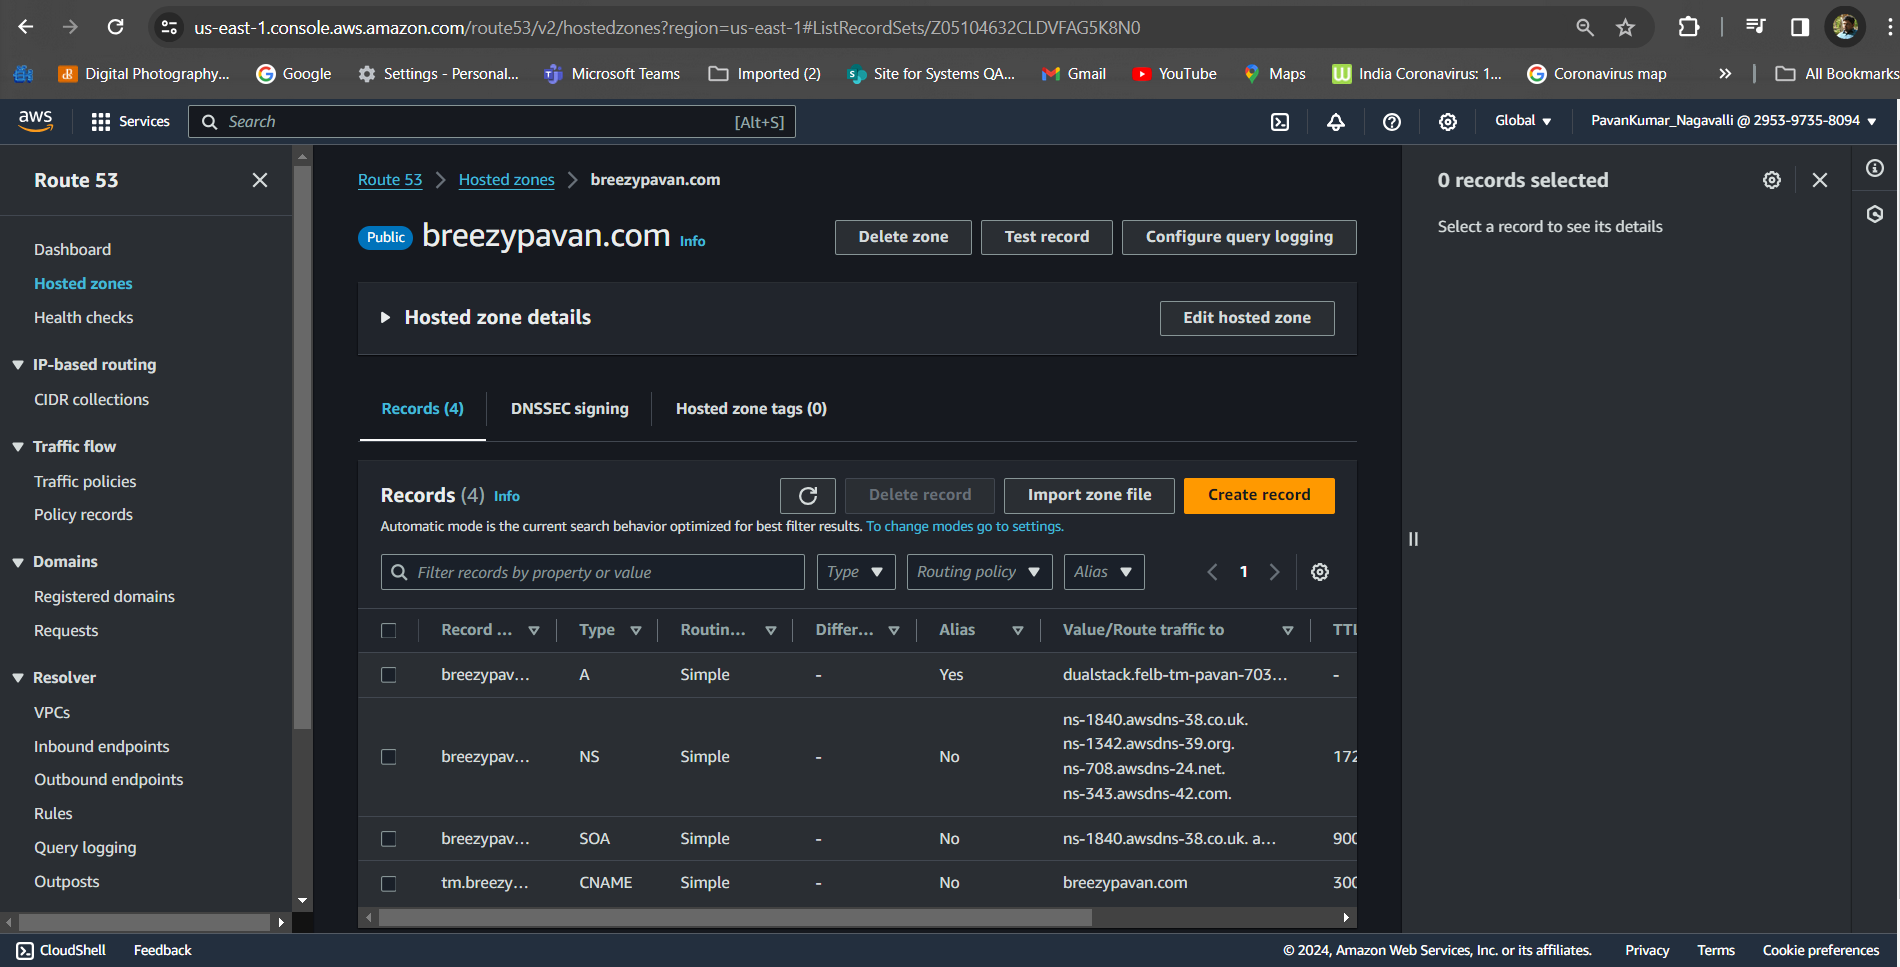 us-east-1.console.aws.amazon.com/route53/v2/hostedzones?region=us-east-1#ListRecordSets/Z05104632CLDVFAG5K8N0
Digital Photography... Google Settings - Personal... Microsoft Teams Imported (2) Site for Systems QA... Gmail YouTube Maps India Coronavirus: 1... Coronavirus map » All Bookmarks
aws Services Search [Alt+S] Global PavanKumar_Nagavalli @ 2953-9735-8094
Route 53
Dashboard
Hosted zones
Health checks
IP-based routing
CIDR collections
Traffic flow
Traffic policies
Policy records
Domains
Registered domains
Requests
Resolver
VPCs
Inbound endpoints
Outbound endpoints
Rules
Query logging
Outposts
Route 53 > Hosted zones > breezypavan.com
Public breezypavan.com Info Delete zone Test record Configure query logging
Hosted zone details Edit hosted zone
Records (4) DNSSEC signing Hosted zone tags (0)
Records (4) Info Delete record Import zone file Create record
Automatic mode is the current search behavior optimized for best filter results. To change modes go to settings.
Filter records by property or value Type Routing policy Alias 1
Record ... Type Routin... Differ... Alias Value/Route traffic to TTL
breezypav... A Simple - Yes dualstack.felb-tm-pavan-703... -
breezypav... NS Simple - No ns-1840.awsdns-38.co.uk. 172
ns-1342.awsdns-39.org.
ns-708.awsdns-24.net.
ns-343.awsdns-42.com.
breezypav... SOA Simple - No ns-1840.awsdns-38.co.uk. a... 900
tm.breezy... CNAME Simple - No breezypavan.com 300
0 records selected
Select a record to see its details
CloudShell Feedback © 2024, Amazon Web Services, Inc. or its affiliates. Privacy Terms Cookie preferences